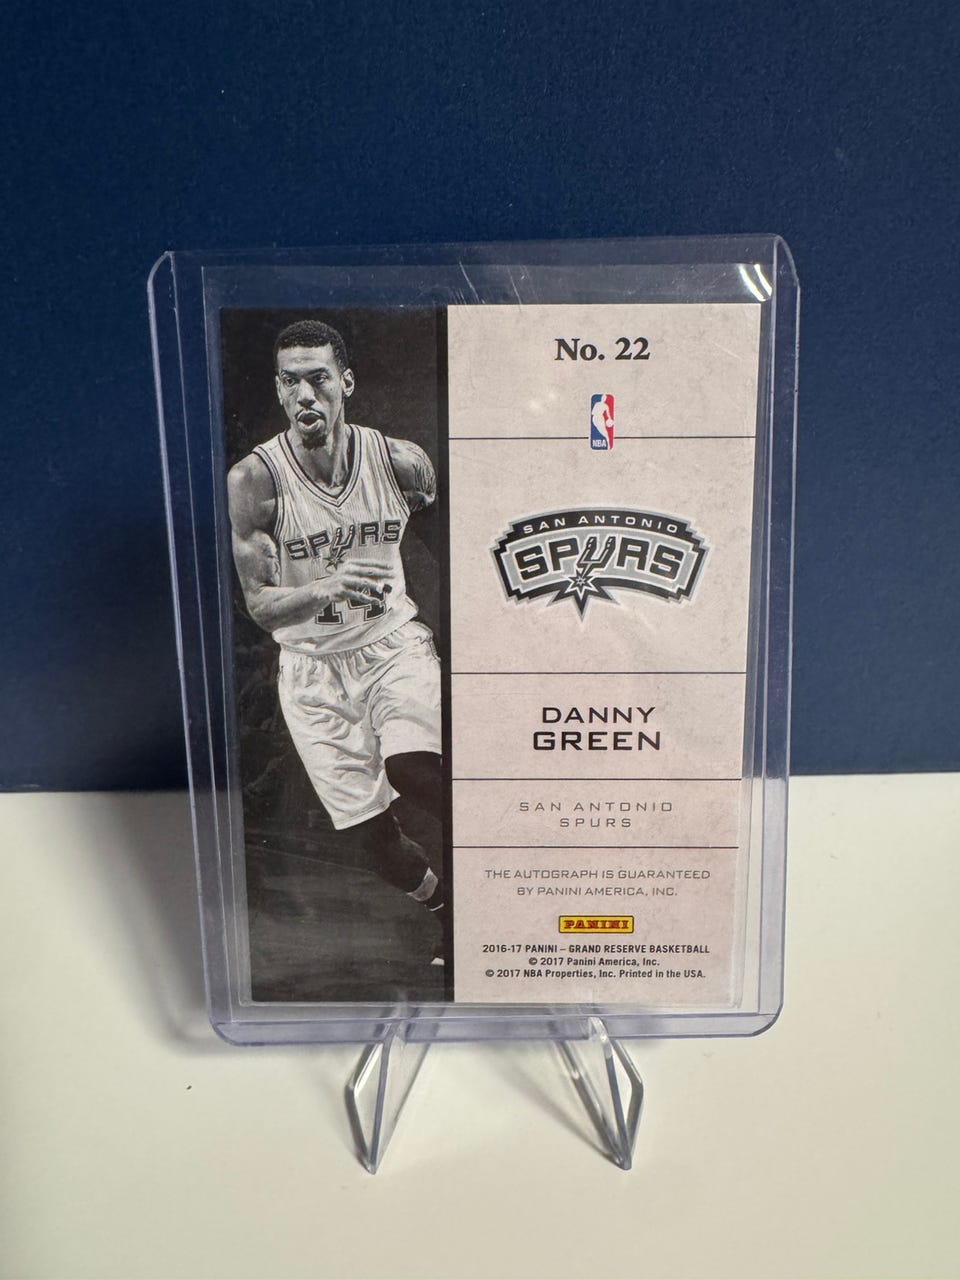 No. 22
NBA
SAN ANTONIO
SPURS
SPURS
14
DANNY
GREEN
SAN ANTONIO
SPURS
THE AUTOGRAPH IS GUARANTEED
BY PANINI AMERICA, INC.
PANINI
2016-17 PANINI – GRAND RESERVE BASKETBALL
© 2017 Panini America, Inc.
© 2017 NBA Properties, Inc. Printed in the USA.